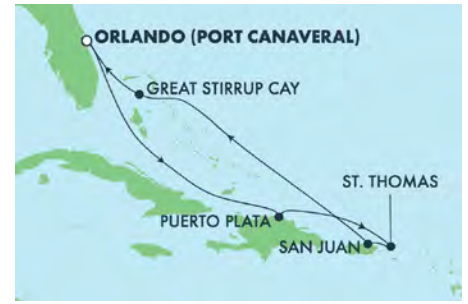 ORLANDO (PORT CANAVERAL)
GREAT STIRRUP CAY
ST. THOMAS
PUERTO PLATA
SAN JUAN